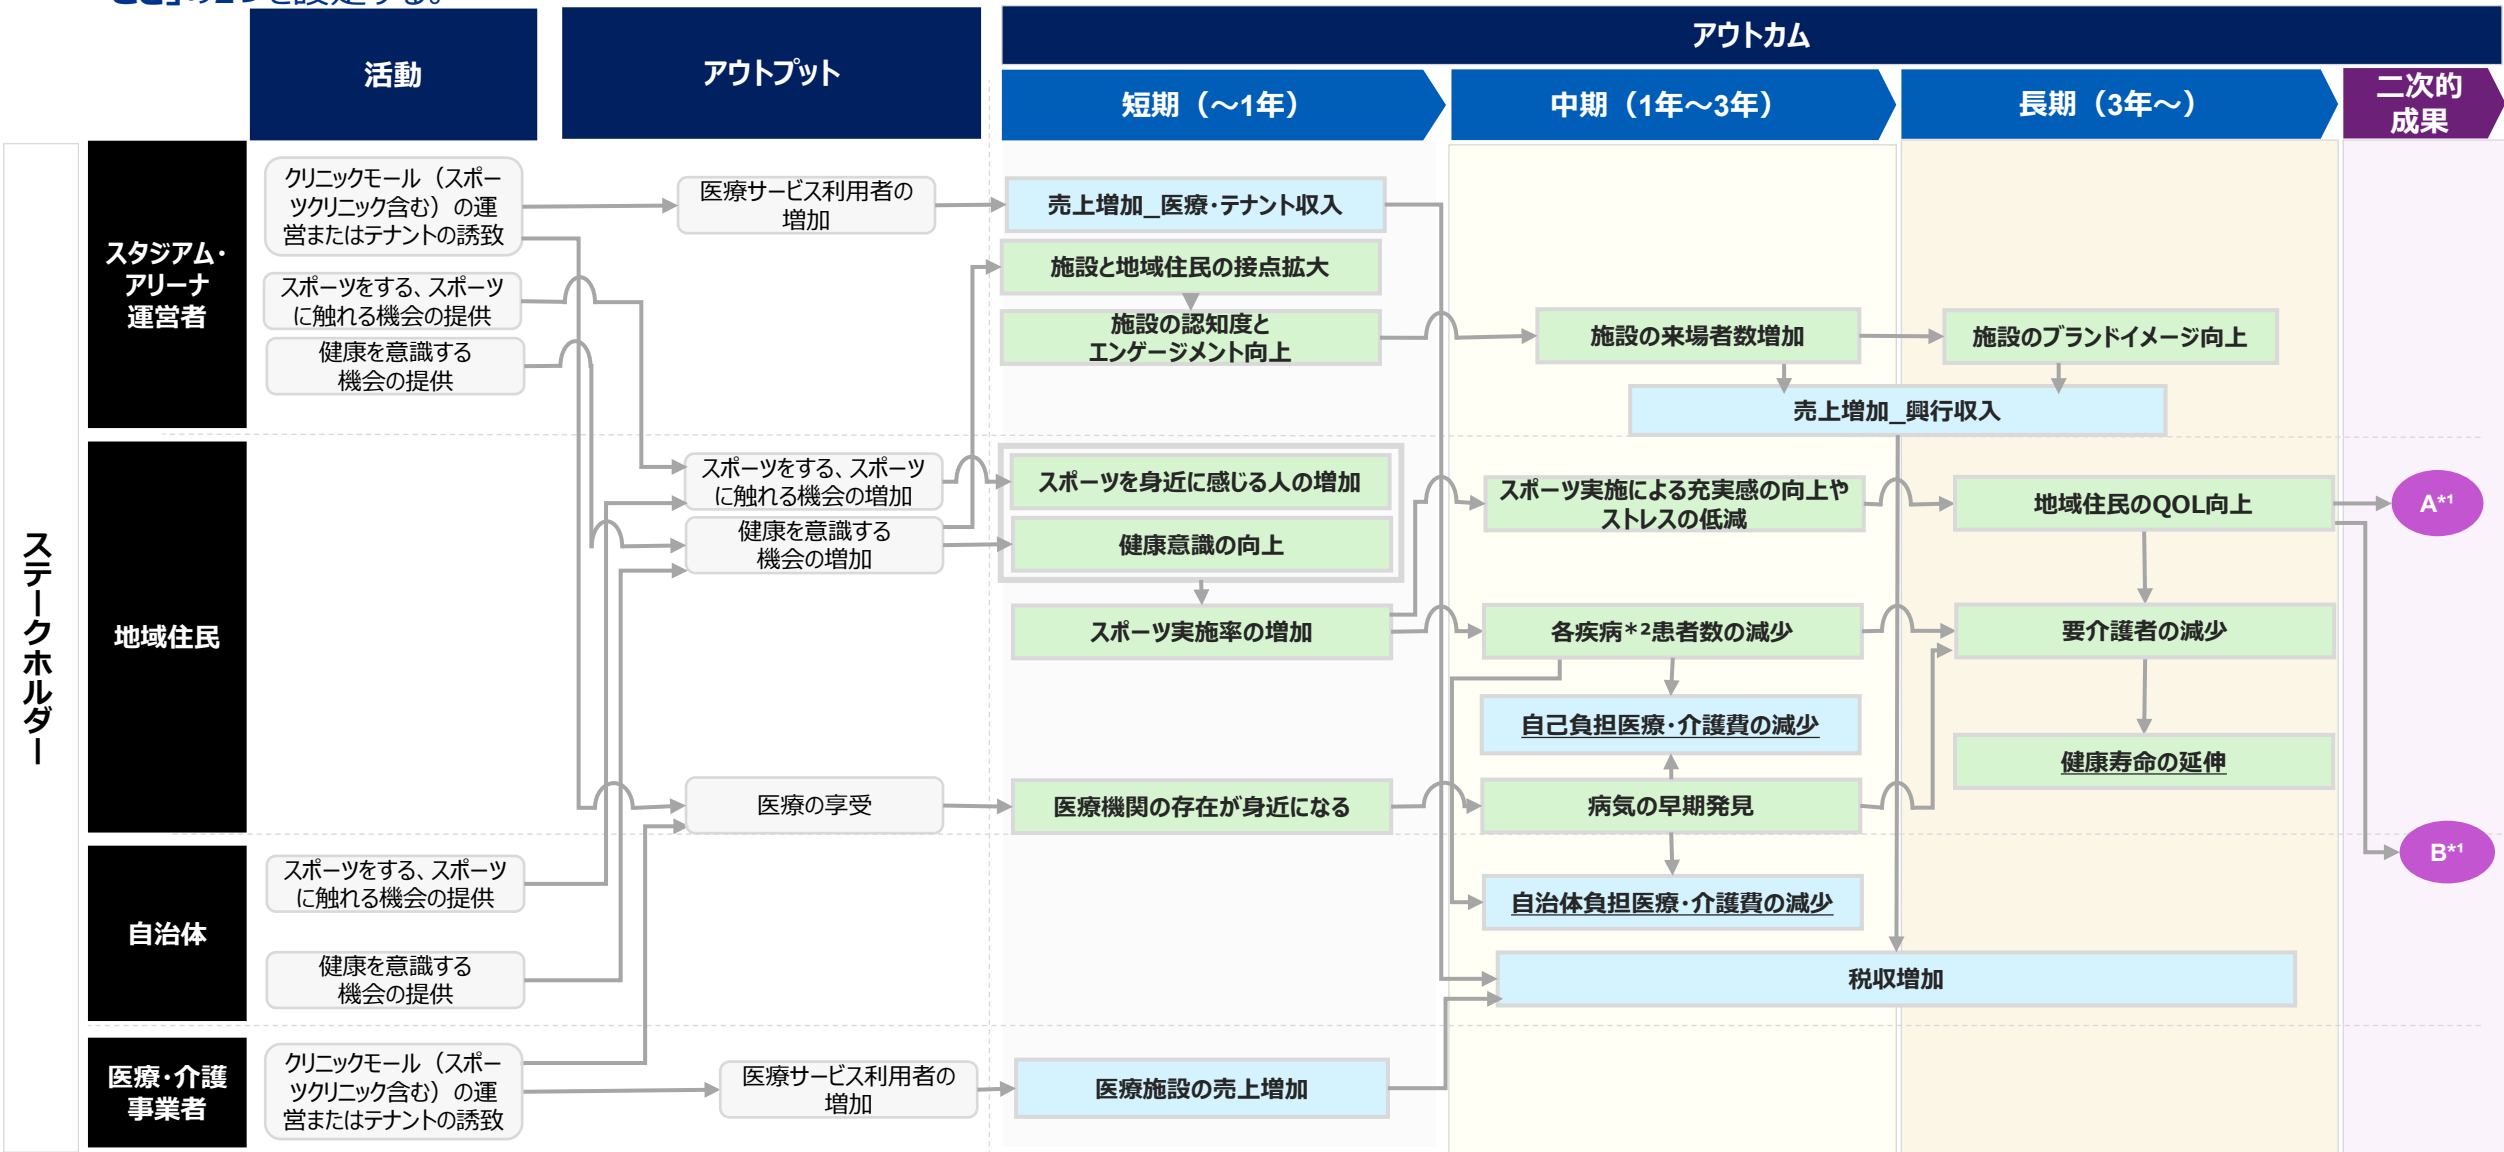 こと」の2つを設定する。
活動
アウトプット
アウトカム
短期（～1年）
中期（1年～3年）
長期（3年～）
二次的
成果
ステークホルダー
スタジアム・
アリーナ
運営者
クリニックモール（スポー
ツクリニック含む）の運
営またはテナントの誘致
スポーツをする、スポーツ
に触れる機会の提供
健康を意識する
機会の提供
医療サービス利用者の
増加
売上増加_医療・テナント収入
施設と地域住民の接点拡大
施設の認知度と
エンゲージメント向上
施設の来場者数増加
施設のブランドイメージ向上
売上増加_興行収入
地域住民
スポーツをする、スポーツ
に触れる機会の増加
健康を意識する
機会の増加
医療の享受
スポーツを身近に感じる人の増加
健康意識の向上
スポーツ実施率の増加
医療機関の存在が身近になる
スポーツ実施による充実感の向上や
ストレスの低減
各疾病*²患者数の減少
自己負担医療・介護費の減少
病気の早期発見
地域住民のQOL向上
要介護者の減少
健康寿命の延伸
A*¹
B*¹
自治体
スポーツをする、スポーツ
に触れる機会の提供
健康を意識する
機会の提供
自治体負担医療・介護費の減少
税収増加
医療・介護
事業者
クリニックモール（スポー
ツクリニック含む）の運
営またはテナントの誘致
医療サービス利用者の
増加
医療施設の売上増加